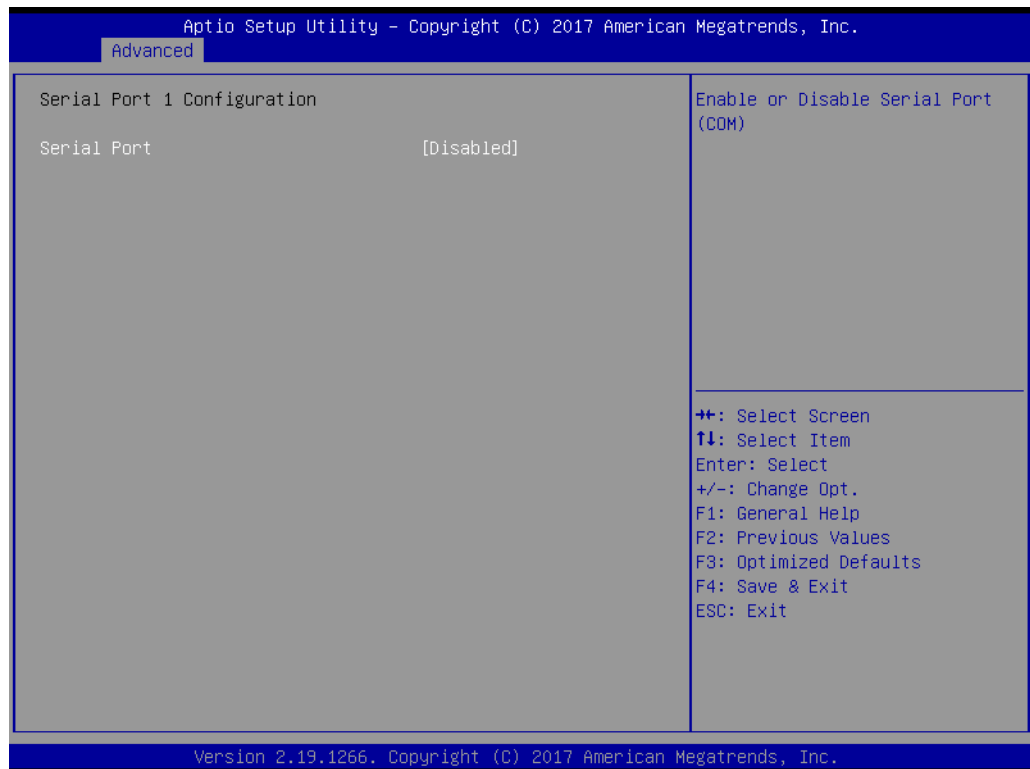 Aptio Setup Utility – Copyright (C) 2017 American Megatrends, Inc.
Advanced
Serial Port 1 Configuration
Serial Port [Disabled]
Enable or Disable Serial Port
(COM)
→←: Select Screen
↑↓: Select Item
Enter: Select
+/-: Change Opt.
F1: General Help
F2: Previous Values
F3: Optimized Defaults
F4: Save & Exit
ESC: Exit
Version 2.19.1266. Copyright (C) 2017 American Megatrends, Inc.